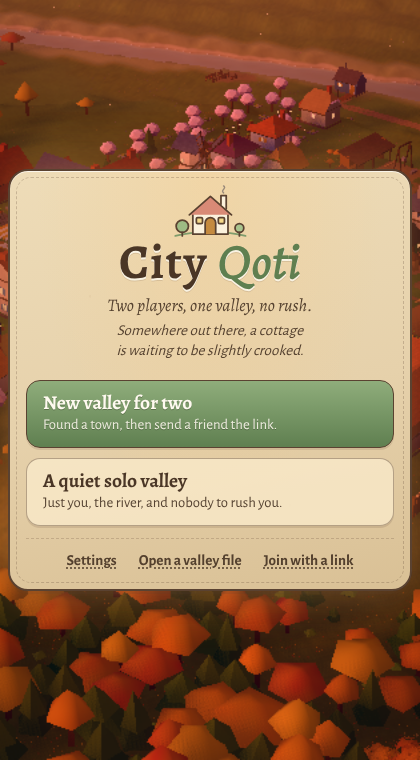 City Qoti
Two players, one valley, no rush.
Somewhere out there, a cottage
is waiting to be slightly crooked.
New valley for two
Found a town, then send a friend the link.
A quiet solo valley
Just you, the river, and nobody to rush you.
Settings Open a valley file Join with a link